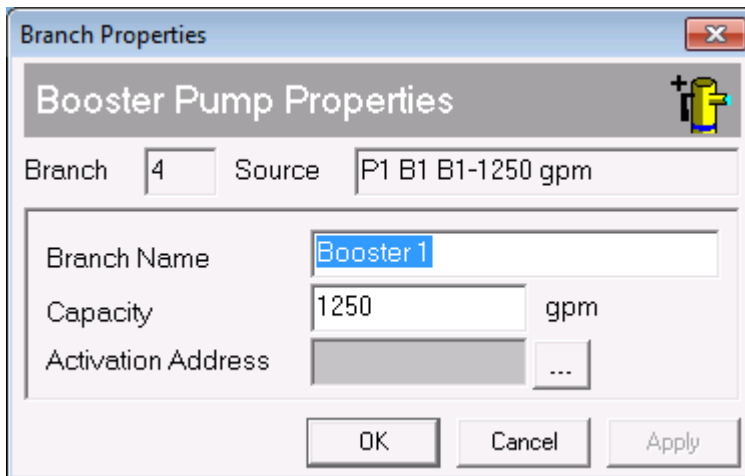 Branch Properties
Booster Pump Properties
Branch 4 Source P1 B1 B1-1250 gpm
Branch Name Booster 1
Capacity 1250 gpm
Activation Address ...
OK Cancel Apply